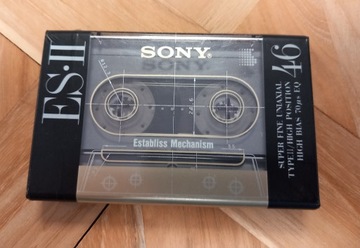 ES·II
SONY
Establiss Mechanism
46
SUPER FINE UNIAXIAL
TYPE II/HIGH POSITION
HIGH BIAS 70μs EQ